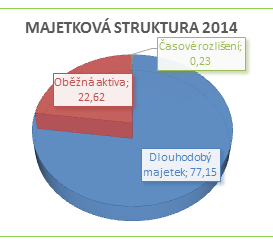 MAJETKOVÁ STRUKTURA 2014
Časové rozlišení;
0,23
Oběžná aktiva;
22,62
Dlouhodobý
majetek; 77,15